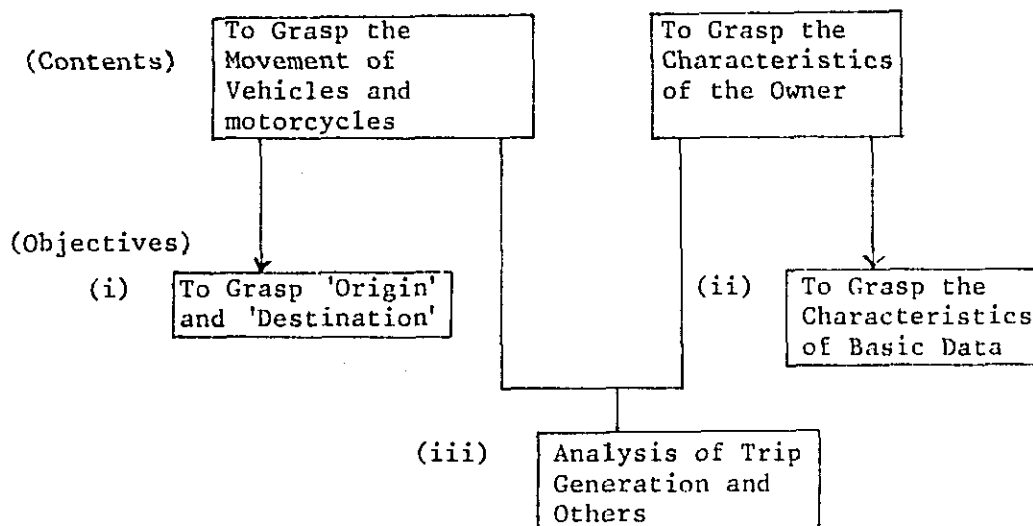 (Contents)
To Grasp the
Movement of
Vehicles and
motorcycles
To Grasp the
Characteristics
of the Owner
(Objectives)
(i)
To Grasp 'Origin'
and 'Destination'
(ii)
To Grasp the
Characteristics
of Basic Data
(iii)
Analysis of Trip
Generation and
Others